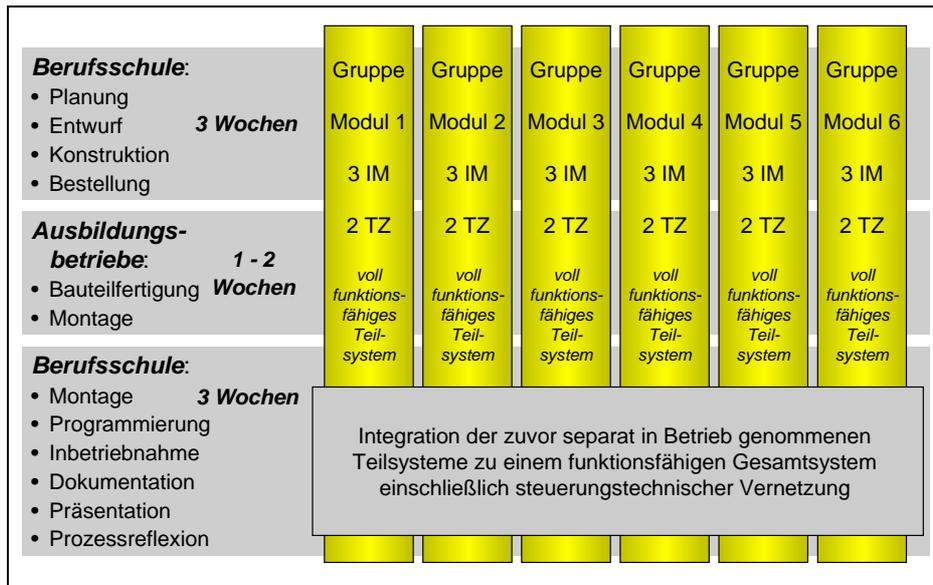 Berufsschule:
• Planung
• Entwurf 3 Wochen
• Konstruktion
• Bestellung
Ausbildungs-
betriebe: 1 - 2
• Bauteilfertigung Wochen
• Montage
Berufsschule:
• Montage 3 Wochen
• Programmierung
• Inbetriebnahme
• Dokumentation
• Präsentation
• Prozessreflexion
Gruppe
Modul 1
3 IM
2 TZ
voll
funktions-
fähiges
Teil-
system
Gruppe
Modul 2
3 IM
2 TZ
voll
funktions-
fähiges
Teil-
system
Gruppe
Modul 3
3 IM
2 TZ
voll
funktions-
fähiges
Teil-
system
Gruppe
Modul 4
3 IM
2 TZ
voll
funktions-
fähiges
Teil-
system
Gruppe
Modul 5
3 IM
2 TZ
voll
funktions-
fähiges
Teil-
system
Gruppe
Modul 6
3 IM
2 TZ
voll
funktions-
fähiges
Teil-
system
Integration der zuvor separat in Betrieb genommenen
Teilsysteme zu einem funktionsfähigen Gesamtsystem
einschließlich steuerungstechnischer Vernetzung